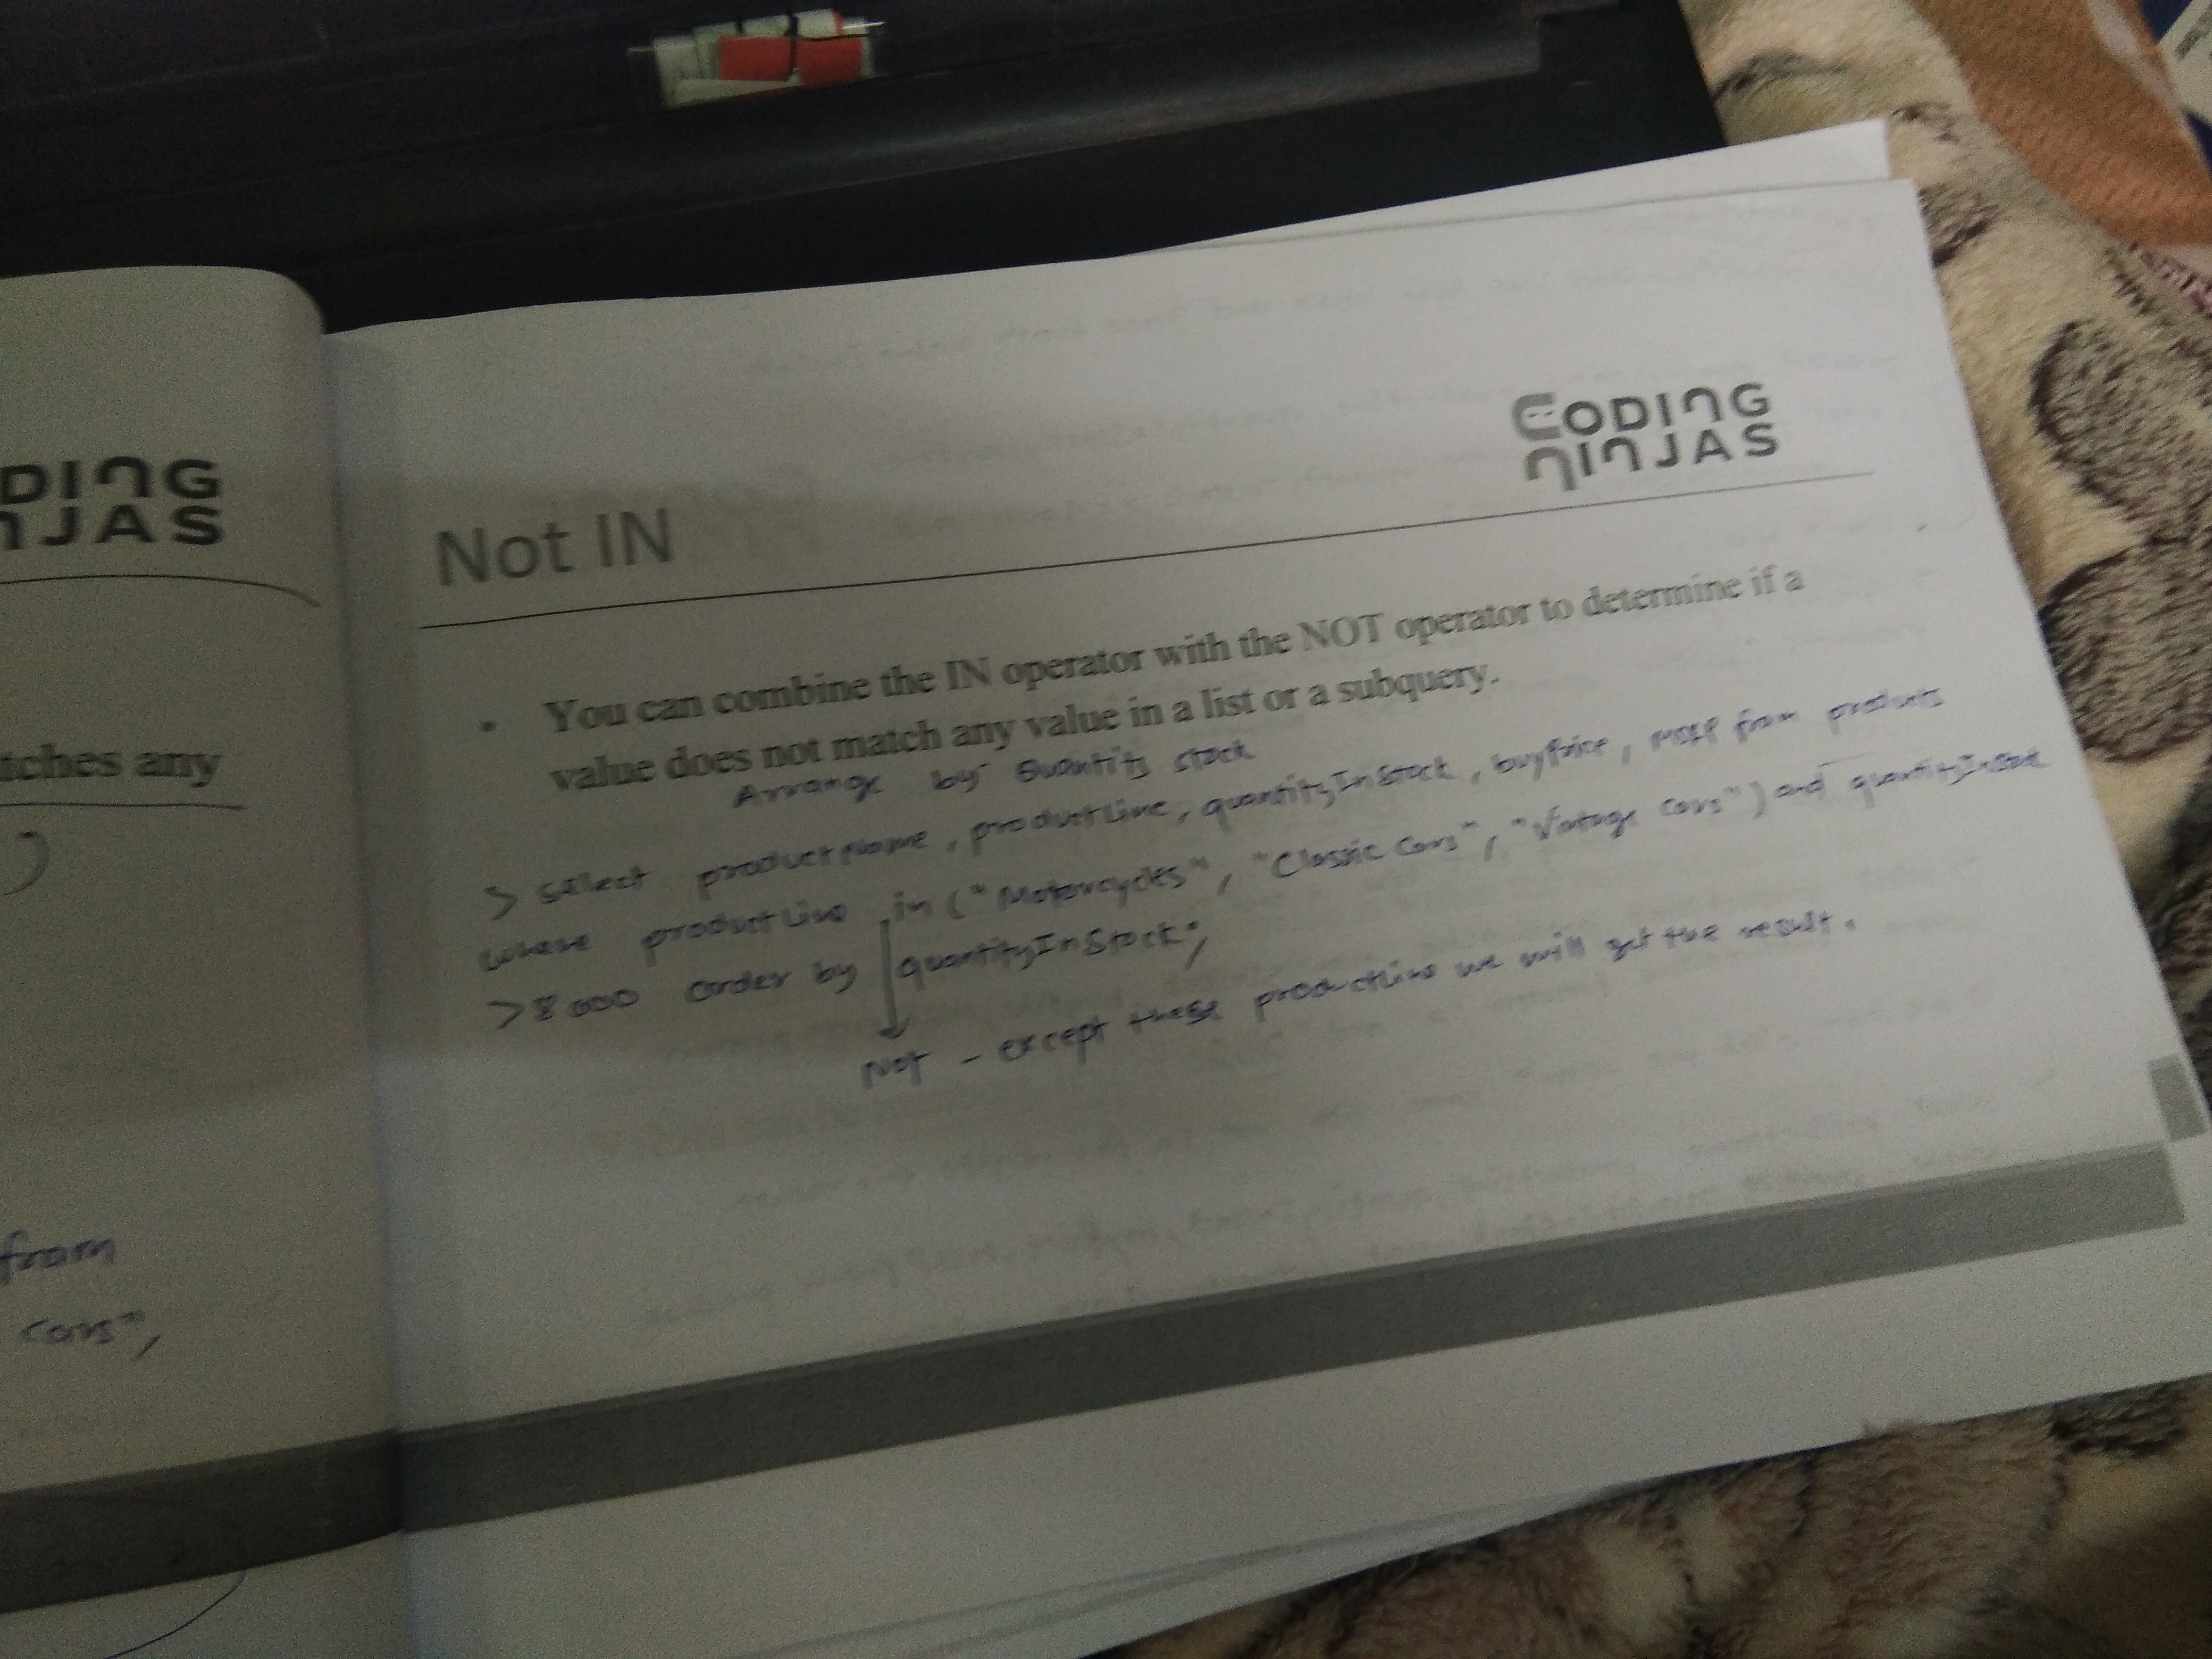 DING
NJAS
tches any
from
cars",
CODING
NINJAS
Not IN
• You can combine the IN operator with the NOT operator to determine if a
value does not match any value in a list or a subquery.
Arrange by Quantity stock
> select productName, productLine, quantityInStock, buyPrice, MSRP from products
where productLine in ("Motorcycles", "Classic Cars", "Vintage Cars") and quantityInStock
> 8000 order by quantityInStock;
Not - except these productline we will get the result.